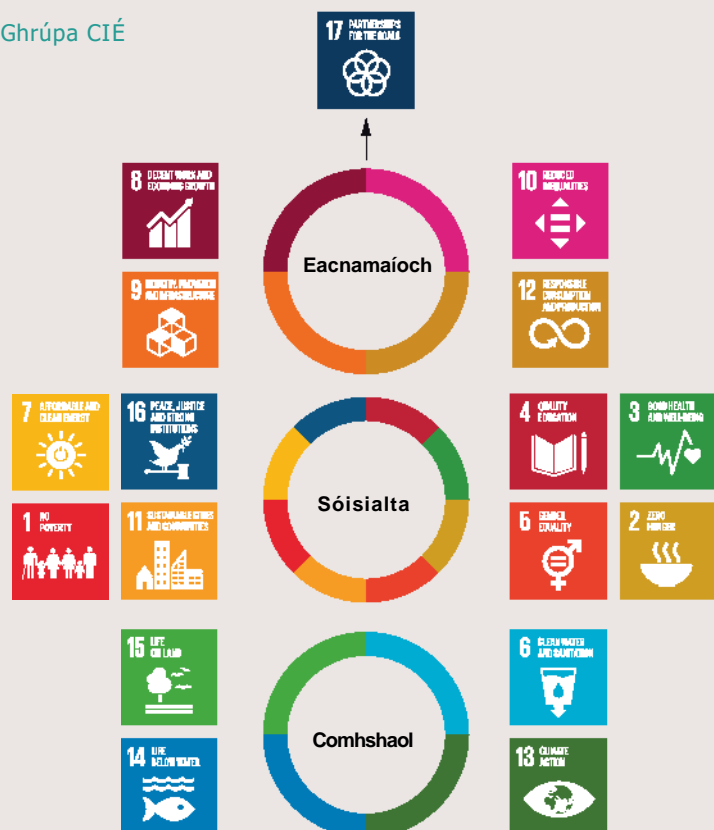 Ghrúpa CIÉ
17 PARTNERSHIPS
FOR THE GOALS
8 DECENT WORK AND
ECONOMIC GROWTH
10 REDUCED
INEQUALITIES
Eacnamaíoch
9 INDUSTRY, INNOVATION
AND INFRASTRUCTURE
12 RESPONSIBLE
CONSUMPTION
AND PRODUCTION
7 AFFORDABLE AND
CLEAN ENERGY
16 PEACE, JUSTICE
AND STRONG
INSTITUTIONS
4 QUALITY
EDUCATION
3 GOOD HEALTH
AND WELL-BEING
Sóisialta
1 NO
POVERTY
11 SUSTAINABLE CITIES
AND COMMUNITIES
5 GENDER
EQUALITY
2 ZERO
HUNGER
15 LIFE
ON LAND
6 CLEAN WATER
AND SANITATION
Comhshaol
14 LIFE
BELOW WATER
13 CLIMATE
ACTION